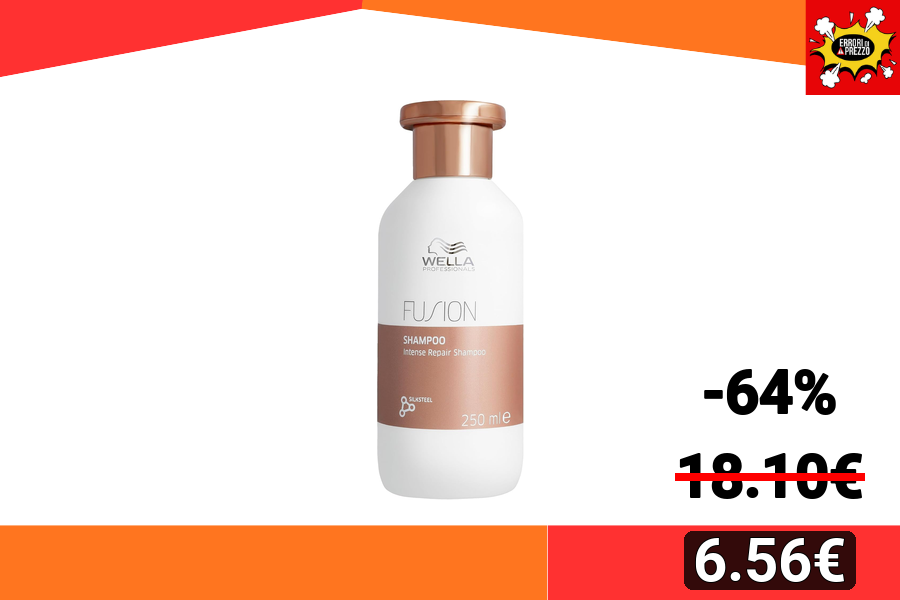 ERRORI DI
PREZZO
WELLA
PROFESSIONALS
FUSION
SHAMPOO
Intense Repair Shampoo
SILKSTEEL
250 ml e
-64%
18.10€
6.56€